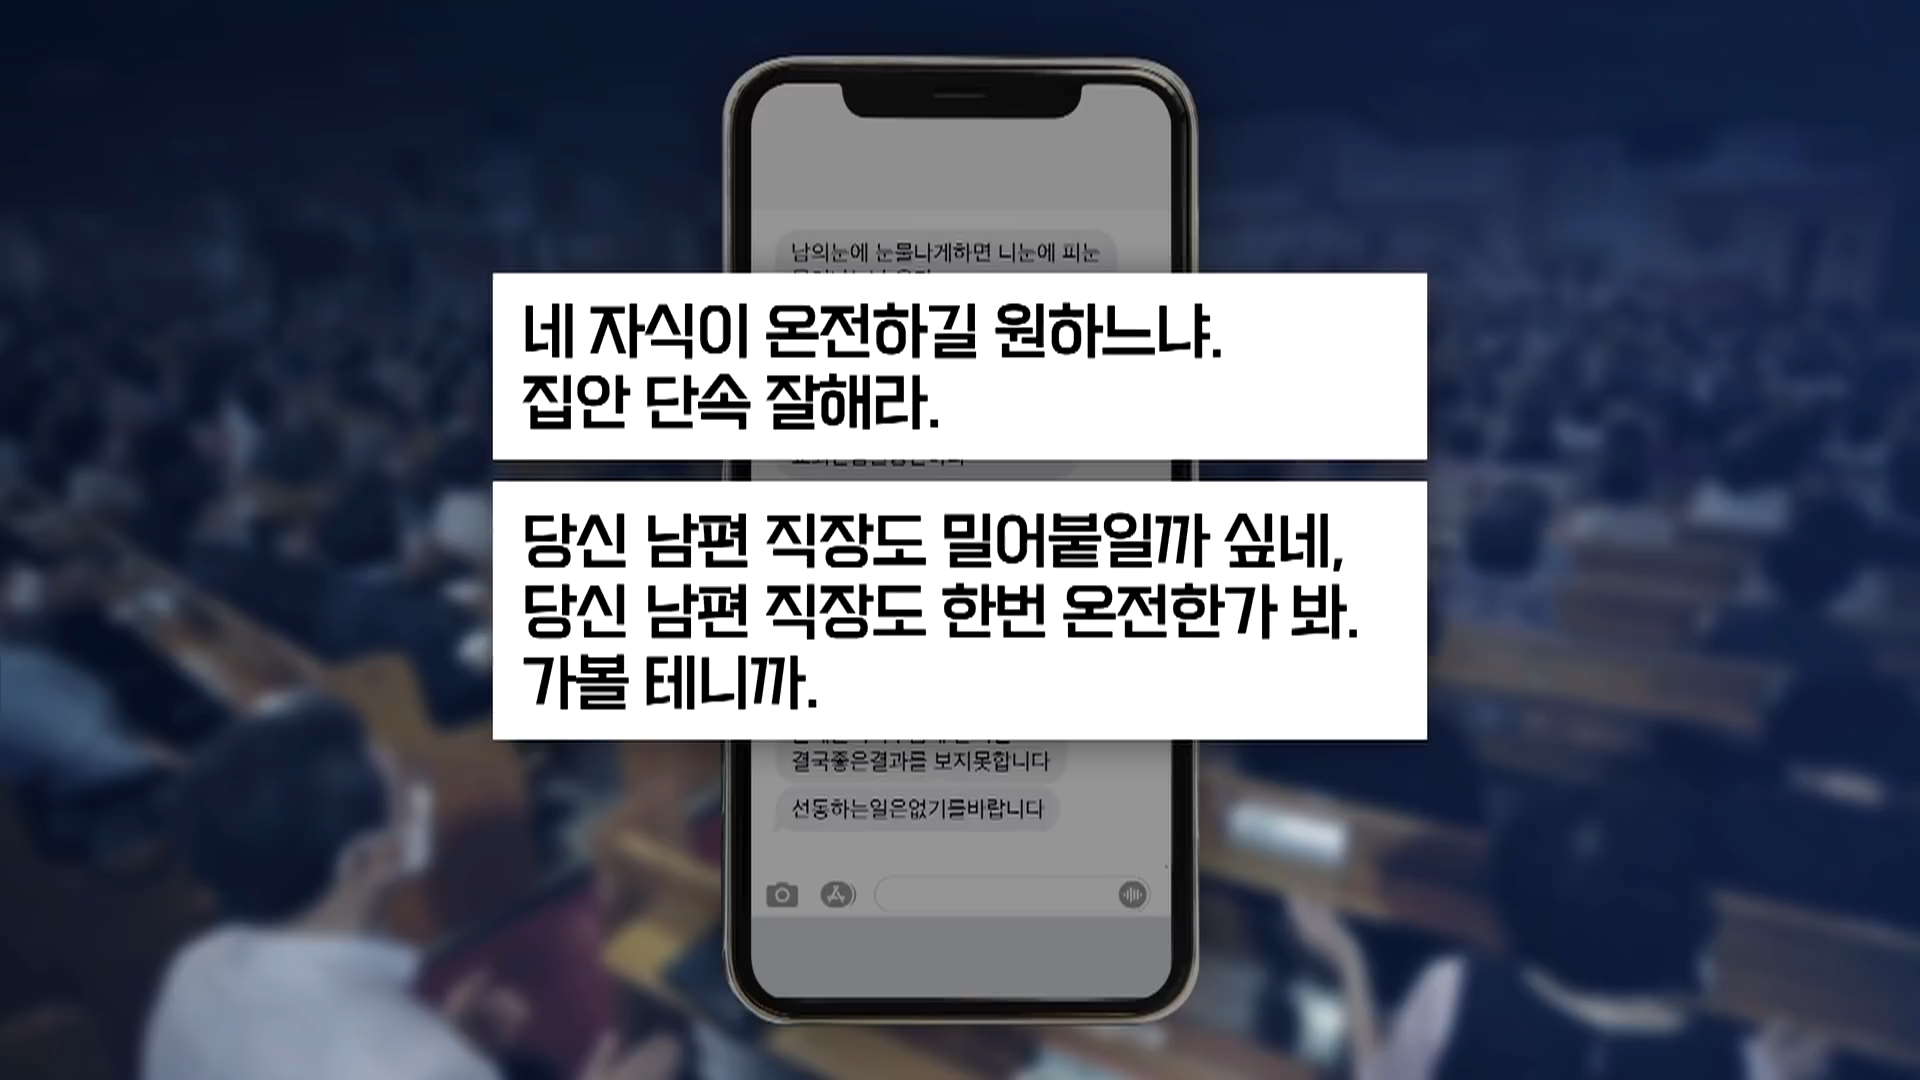 남의눈에 눈물나게하면 니눈에 피눈
네 자식이 온전하길 원하느냐.
집안 단속 잘해라.
당신 남편 직장도 밀어붙일까 싶네,
당신 남편 직장도 한번 온전한가 봐.
가볼 테니까.
결국좋은결과를 보지못합니다
선동하는일은없기를바랍니다